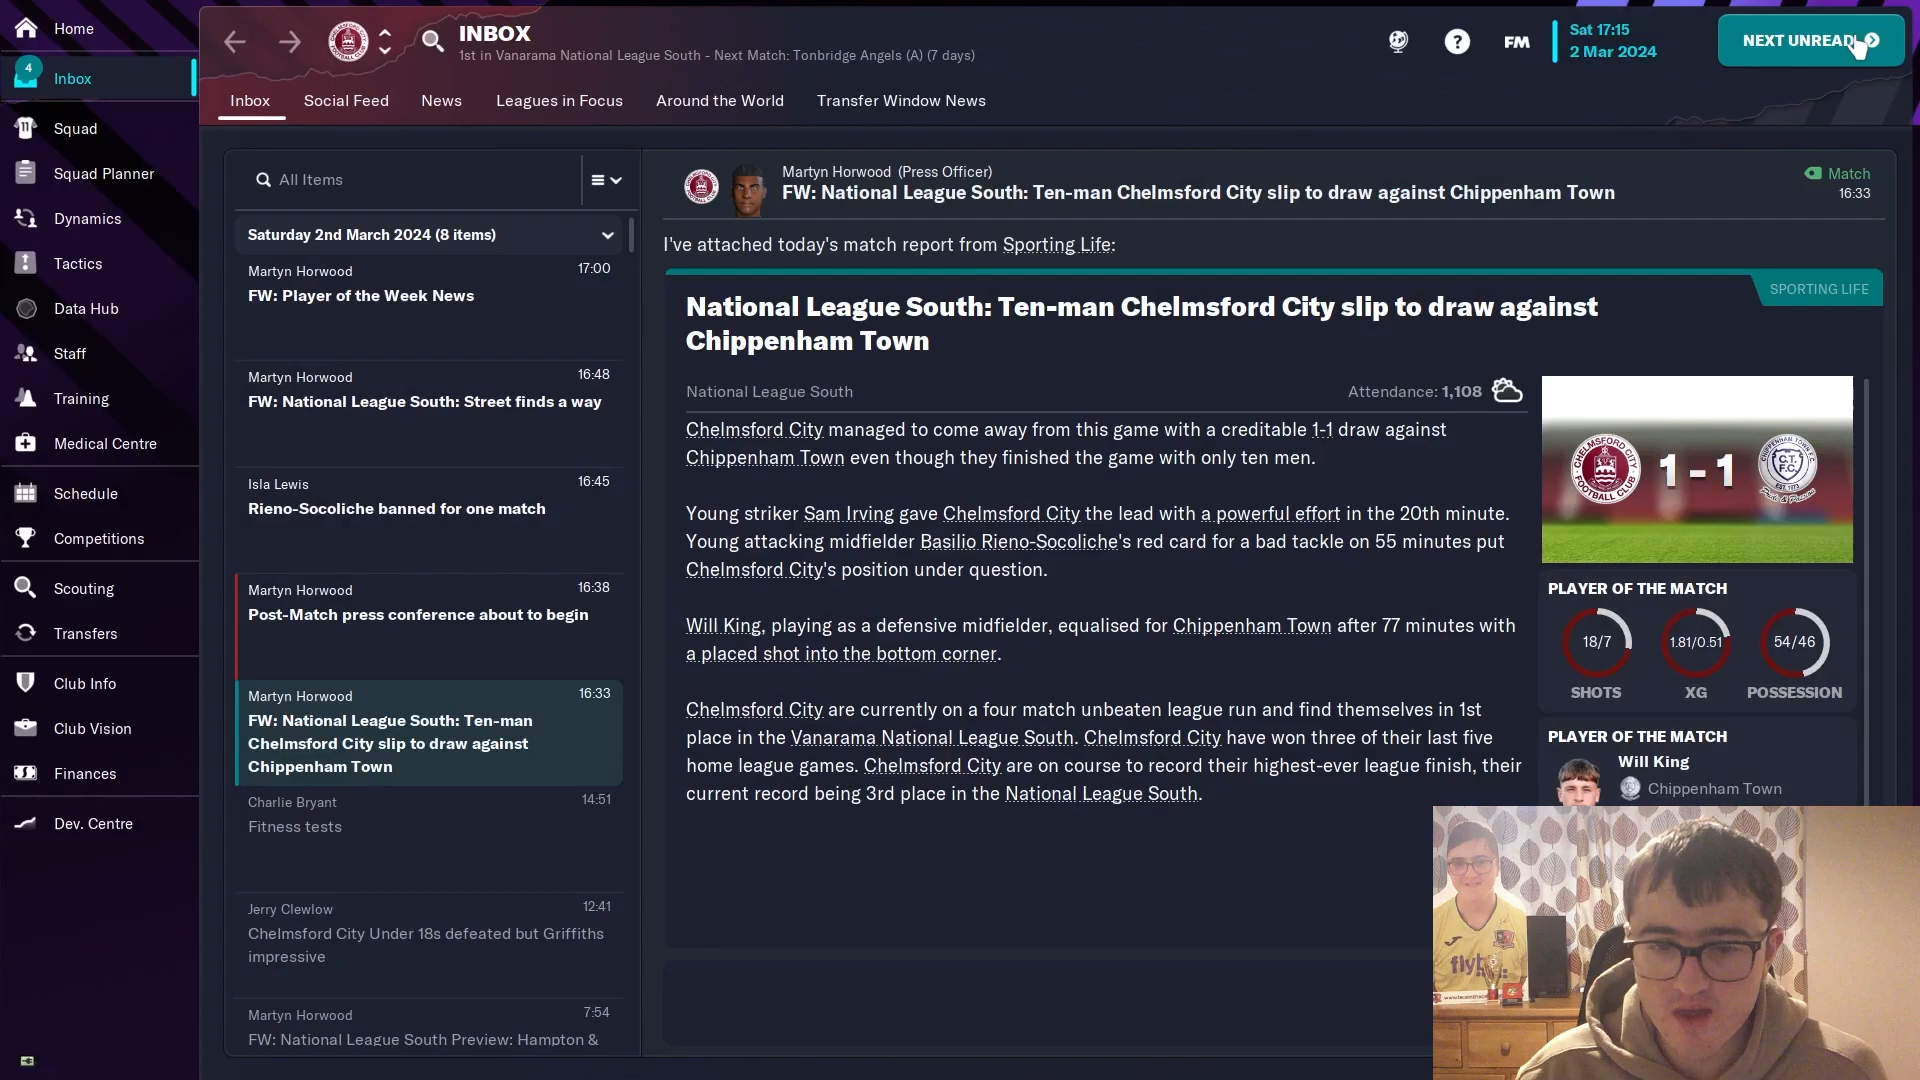 Home
4
Inbox
Squad
Squad Planner
Dynamics
Tactics
Data Hub
Staff
Training
Medical Centre
Schedule
Competitions
Scouting
Transfers
Club Info
Club Vision
Finances
Dev. Centre
INBOX
1st in Vanarama National League South - Next Match: Tonbridge Angels (A) (7 days)
?
FM
Sat 17:15
2 Mar 2024
NEXT UNREAD
Inbox Social Feed News Leagues in Focus Around the World Transfer Window News
All Items
Saturday 2nd March 2024 (8 items)
Martyn Horwood 17:00
FW: Player of the Week News
Martyn Horwood 16:48
FW: National League South: Street finds a way
Isla Lewis 16:45
Rieno-Socoliche banned for one match
Martyn Horwood 16:38
Post-Match press conference about to begin
Martyn Horwood 16:33
FW: National League South: Ten-man
Chelmsford City slip to draw against
Chippenham Town
Charlie Bryant 14:51
Fitness tests
Jerry Clewlow 12:41
Chelmsford City Under 18s defeated but Griffiths
impressive
Martyn Horwood 7:54
FW: National League South Preview: Hampton &
Martyn Horwood (Press Officer)
FW: National League South: Ten-man Chelmsford City slip to draw against Chippenham Town
Match
16:33
I've attached today's match report from Sporting Life:
SPORTING LIFE
National League South: Ten-man Chelmsford City slip to draw against
Chippenham Town
National League South Attendance: 1,108
Chelmsford City managed to come away from this game with a creditable 1-1 draw against
Chippenham Town even though they finished the game with only ten men.
Young striker Sam Irving gave Chelmsford City the lead with a powerful effort in the 20th minute.
Young attacking midfielder Basilio Rieno-Socoliche's red card for a bad tackle on 55 minutes put
Chelmsford City's position under question.
Will King, playing as a defensive midfielder, equalised for Chippenham Town after 77 minutes with
a placed shot into the bottom corner.
Chelmsford City are currently on a four match unbeaten league run and find themselves in 1st
place in the Vanarama National League South. Chelmsford City have won three of their last five
home league games. Chelmsford City are on course to record their highest-ever league finish, their
current record being 3rd place in the National League South.
CHELMSFORD CITY
FOOTBALL CLUB
1 - 1
CHIPPENHAM TOWN F.C.
C.T.
F.C.
PLAYER OF THE MATCH
18/7 1.81/0.51 54/46
SHOTS XG POSSESSION
PLAYER OF THE MATCH
Will King
Chippenham Town
flyb